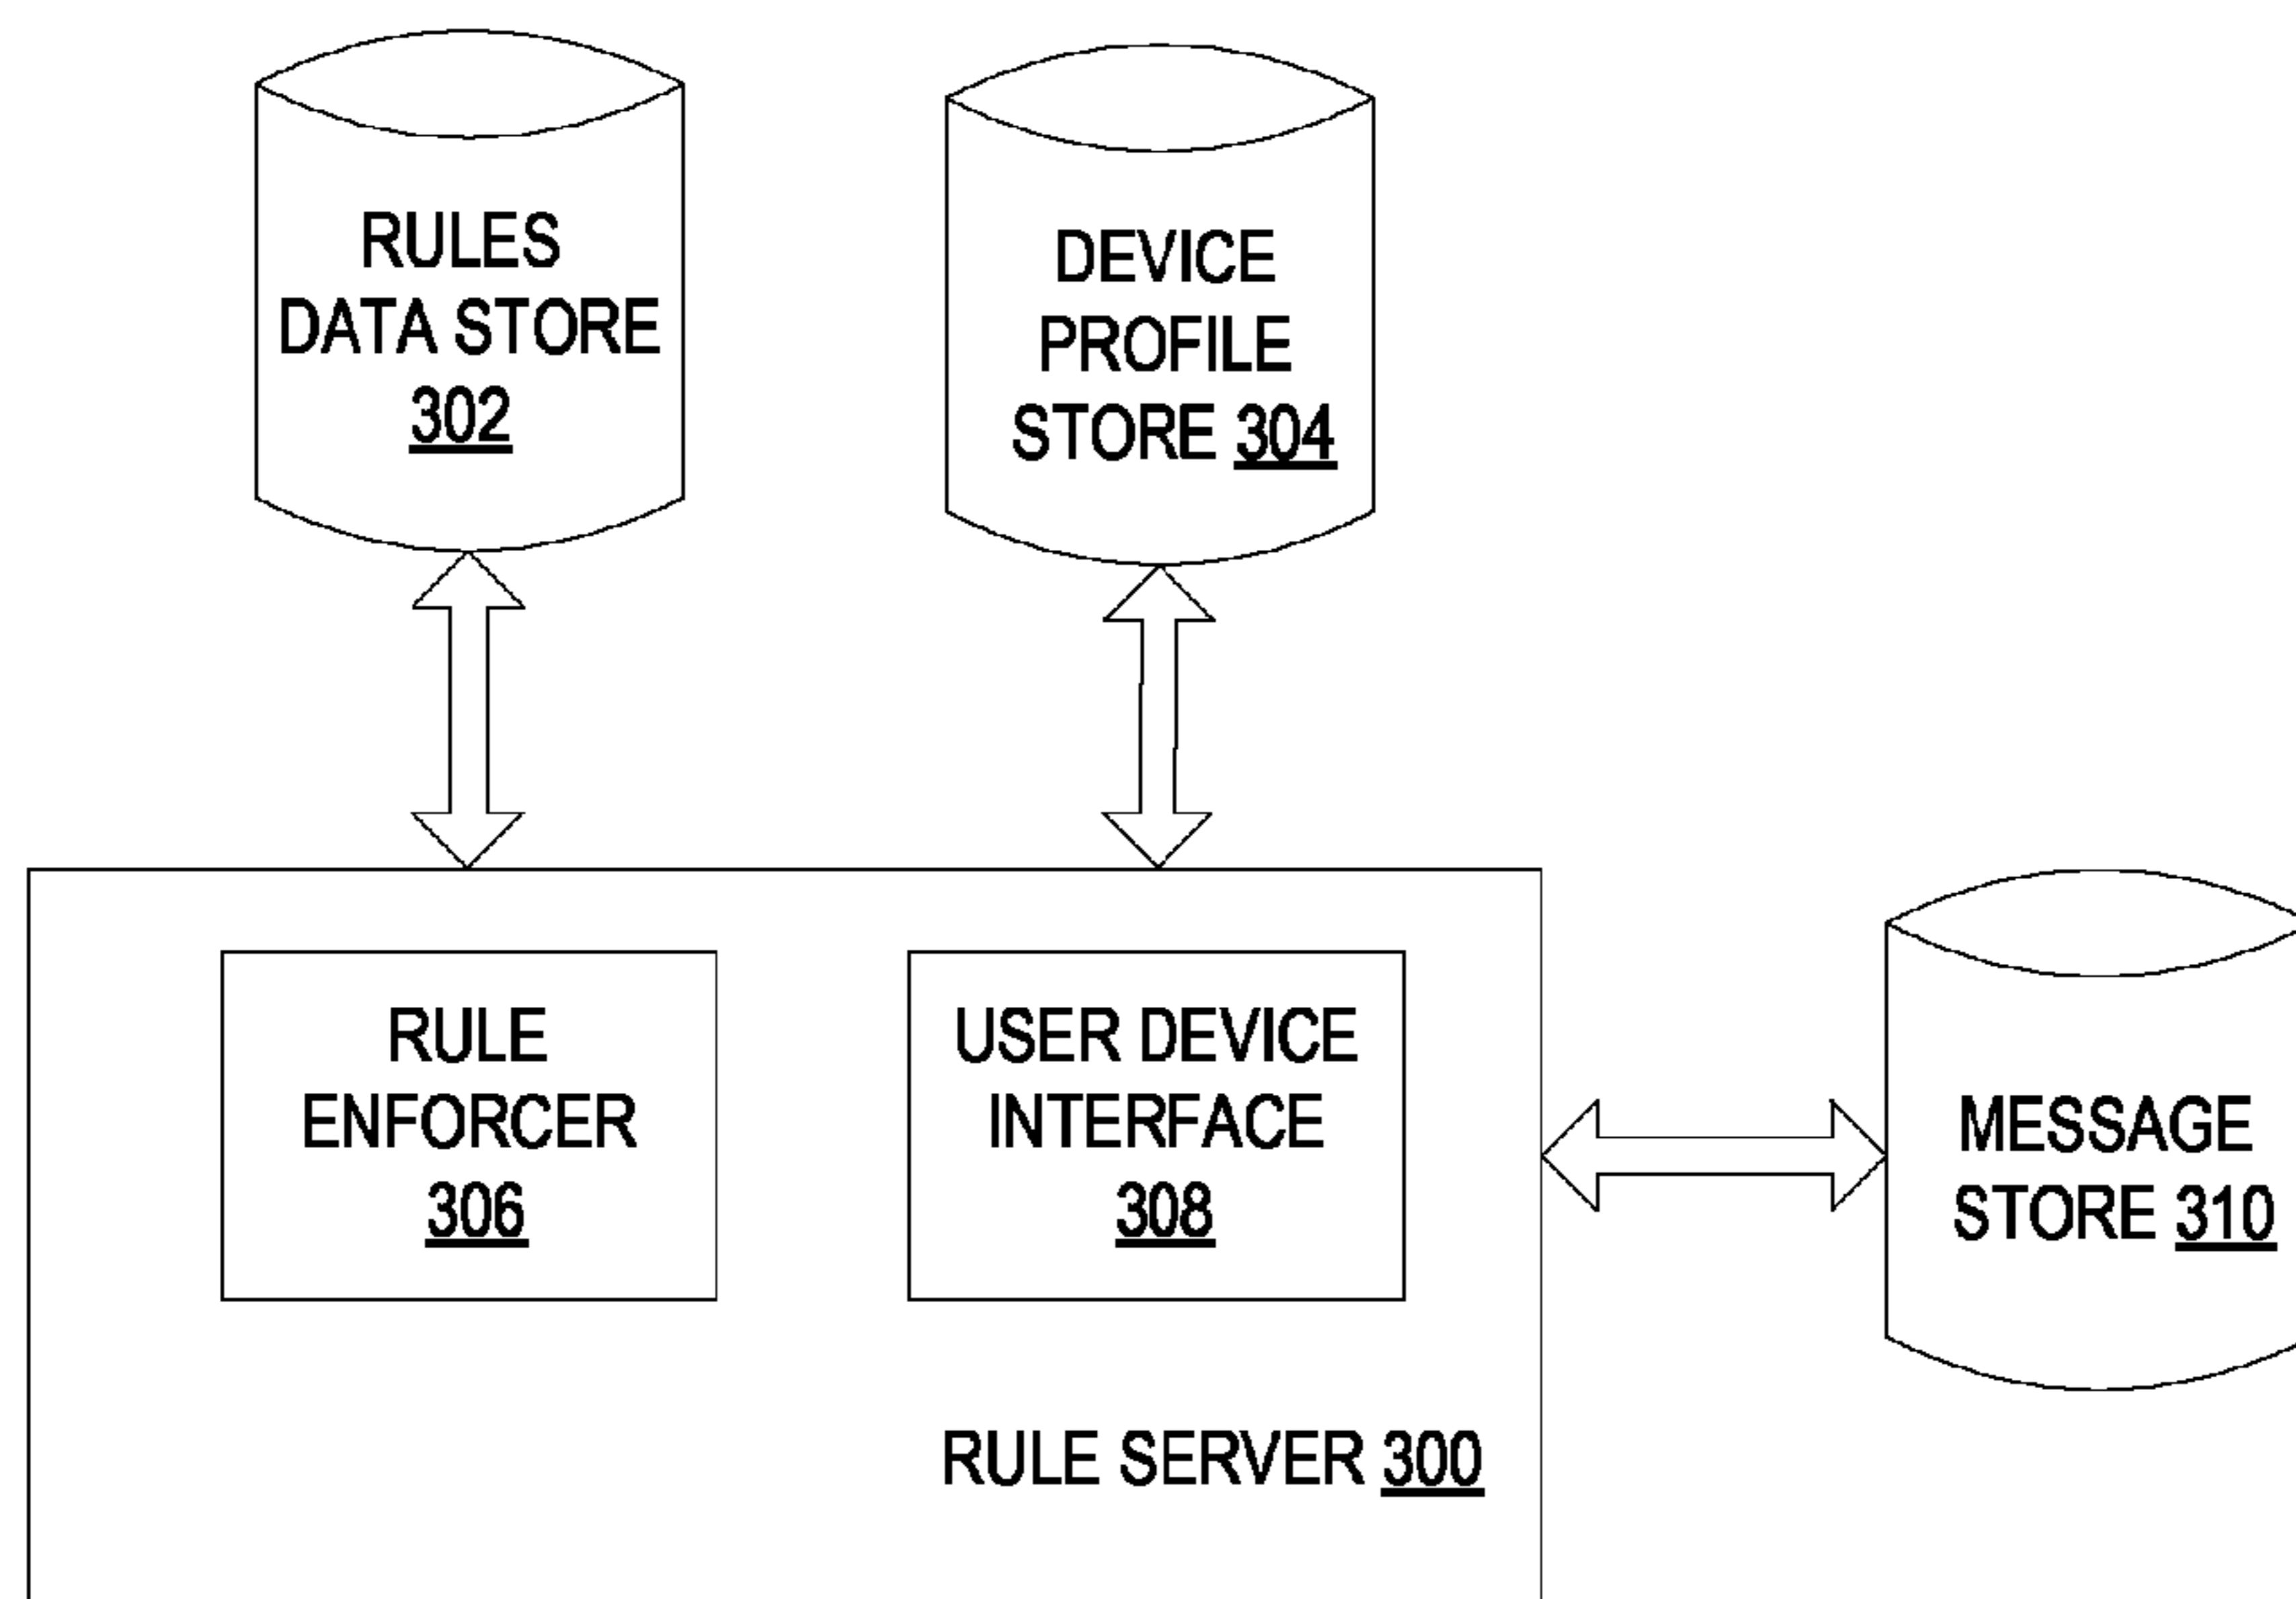 RULES
DATA STORE
302
DEVICE
PROFILE
STORE 304
RULE
ENFORCER
306
USER DEVICE
INTERFACE
308
MESSAGE
STORE 310
RULE SERVER 300